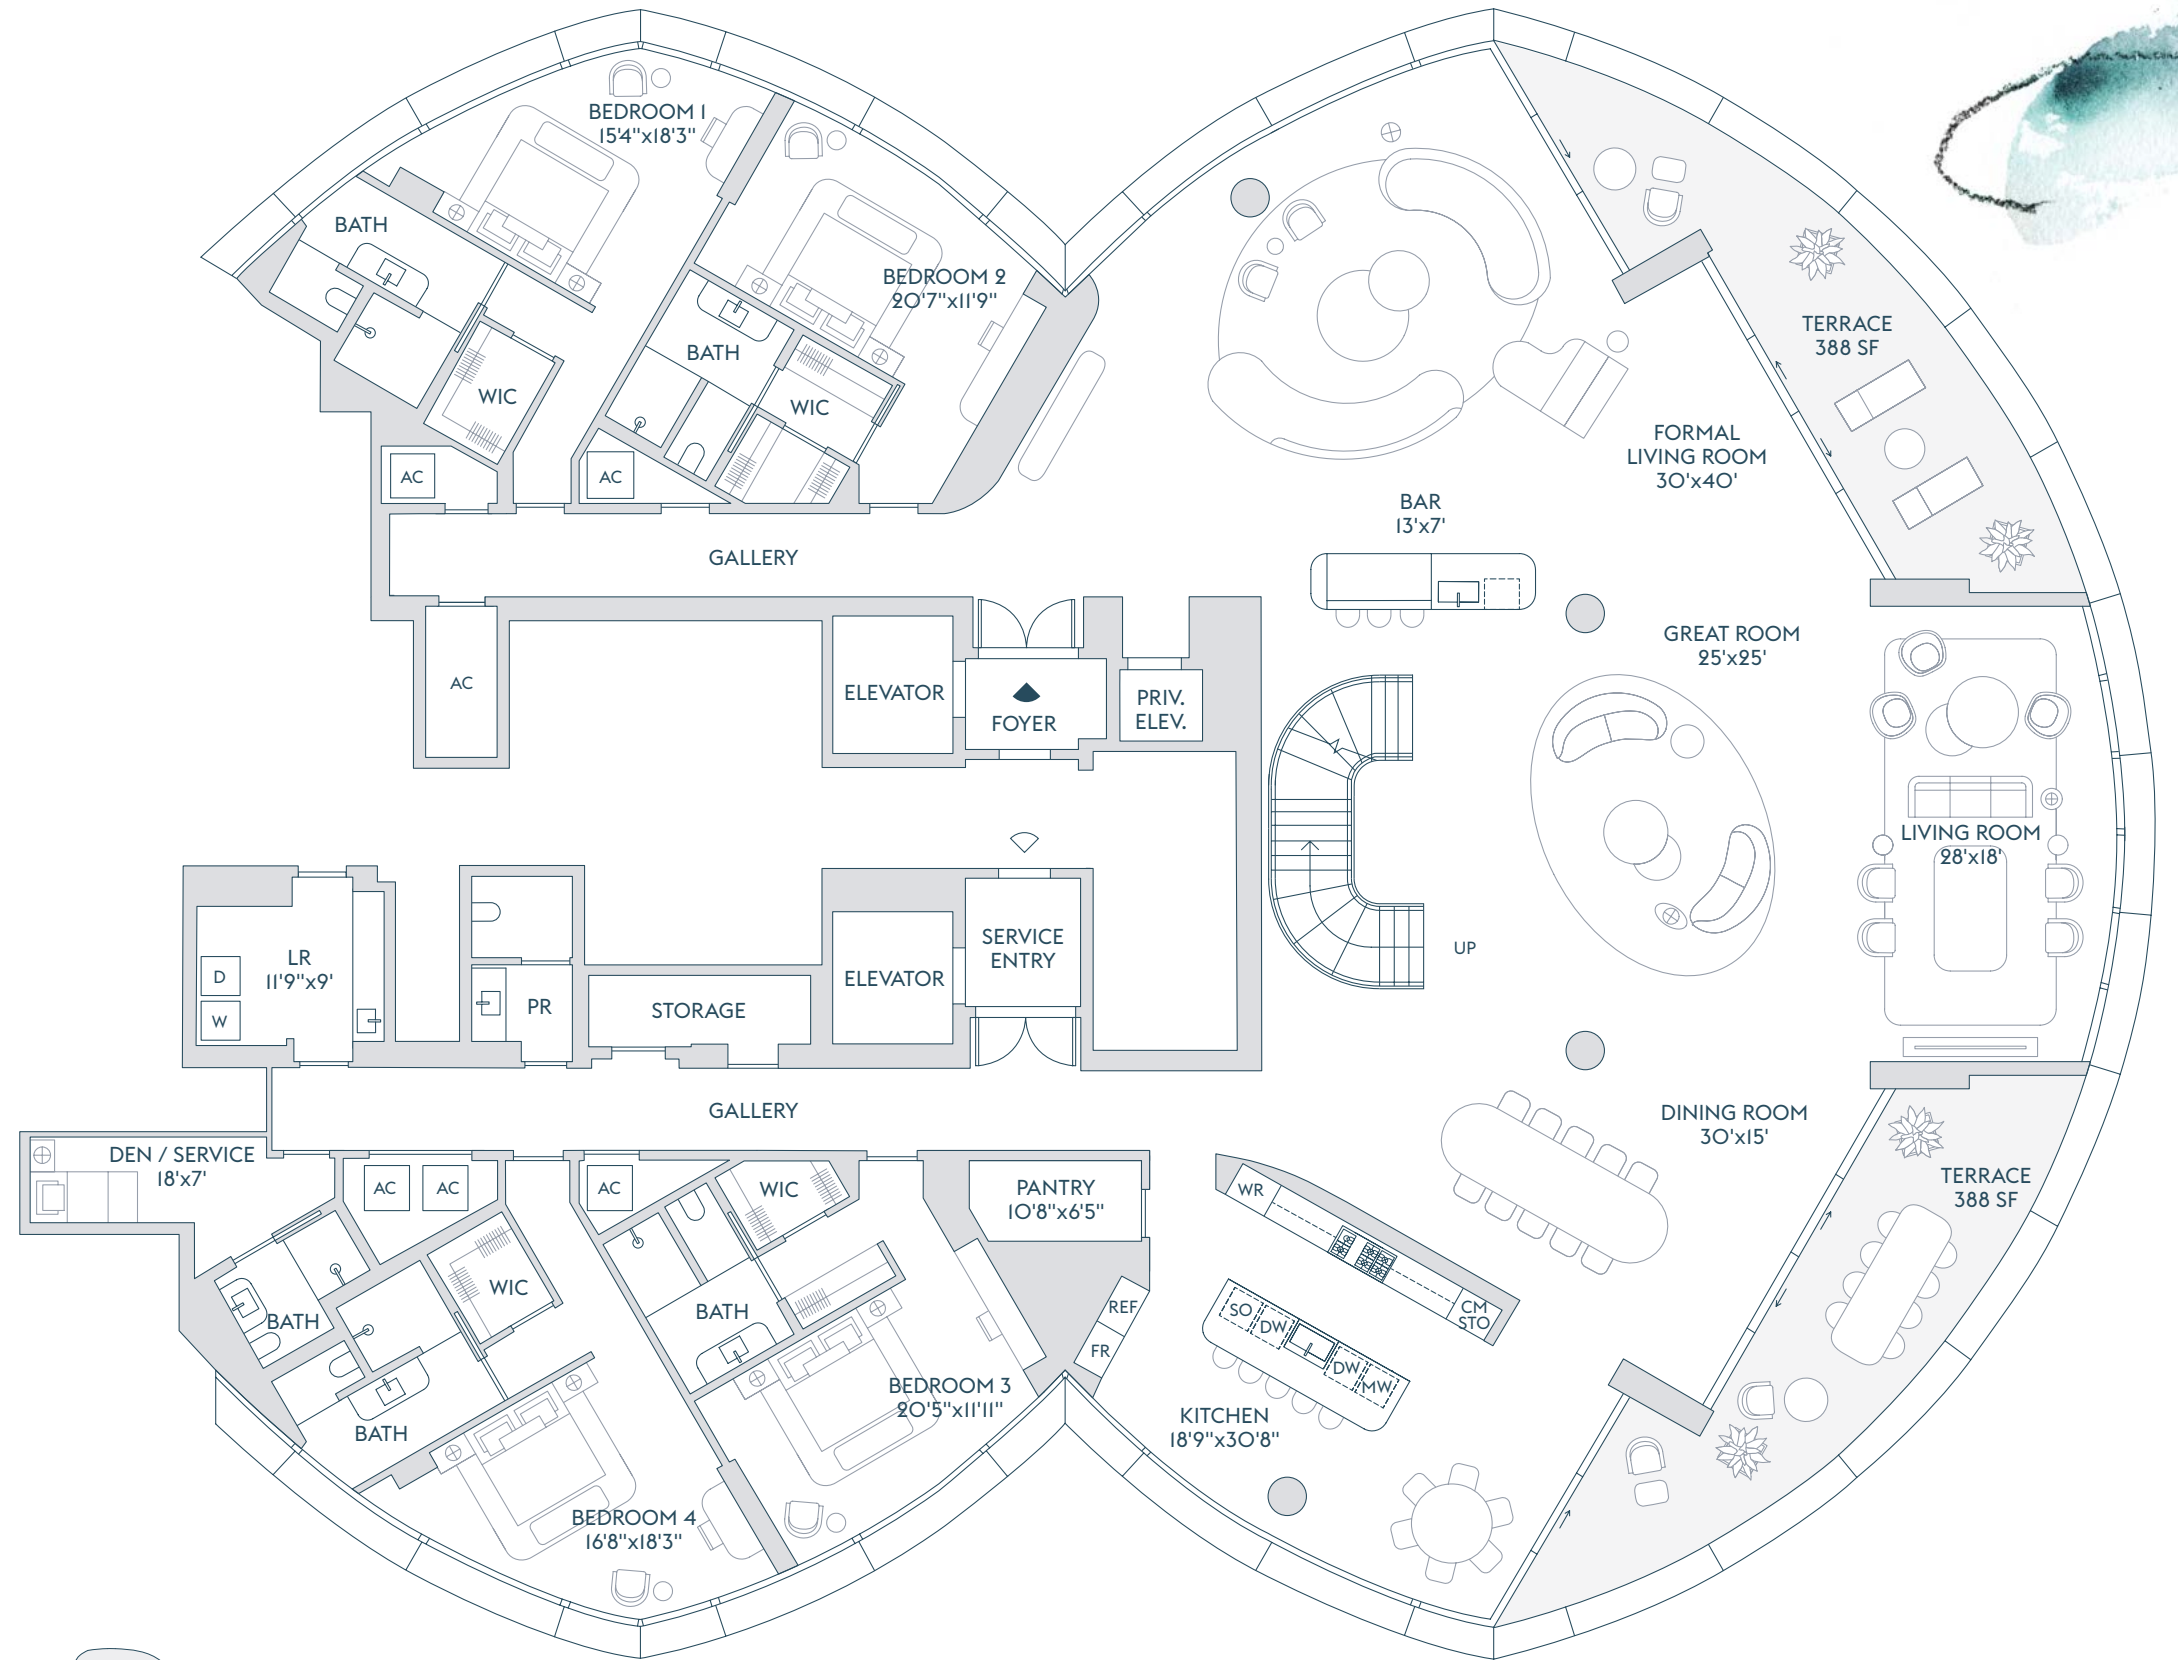 BEDROOM 1
15'4"x18'3"
BATH
BEDROOM 2
20'7"x11'9"
TERRACE
388 SF
BATH
WIC
WIC
FORMAL
LIVING ROOM
30'x40'
AC
AC
BAR
13'x7'
GALLERY
GREAT ROOM
25'x25'
AC
ELEVATOR
FOYER
PRIV.
ELEV.
LIVING ROOM
28'x18'
LR
11'9"x9'
D
W
PR
STORAGE
ELEVATOR
SERVICE
ENTRY
UP
GALLERY
DINING ROOM
30'x15'
DEN / SERVICE
18'x7'
AC
AC
AC
WIC
PANTRY
10'8"x6'5"
WR
TERRACE
388 SF
WIC
BATH
BATH
REF
FR
SO
DW
DW
MW
CM
STO
BEDROOM 3
20'5"x11'11"
KITCHEN
18'9"x30'8"
BATH
BEDROOM 4
16'8"x18'3"